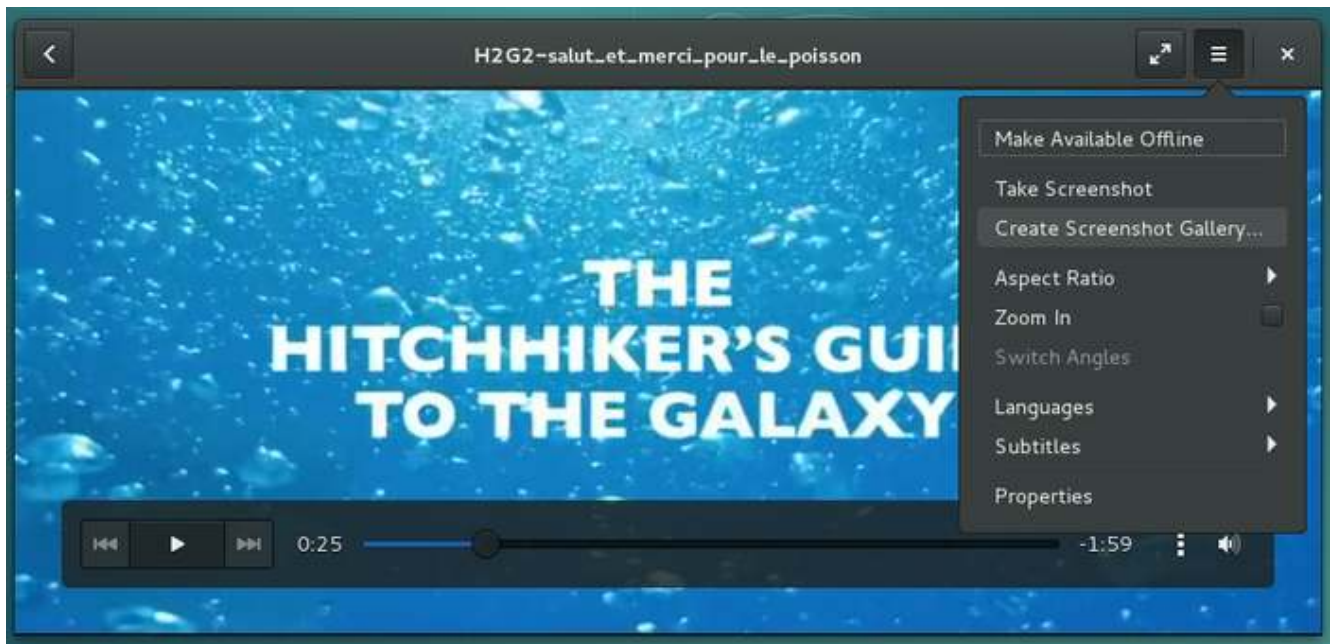 H2G2-salut_et_merci_pour_le_poisson
Make Available Offline
Take Screenshot
Create Screenshot Gallery...
Aspect Ratio
Zoom In
Switch Angles
Languages
Subtitles
Properties
THE
HITCHHIKER'S GUI
TO THE GALAXY
0:25 -1:59